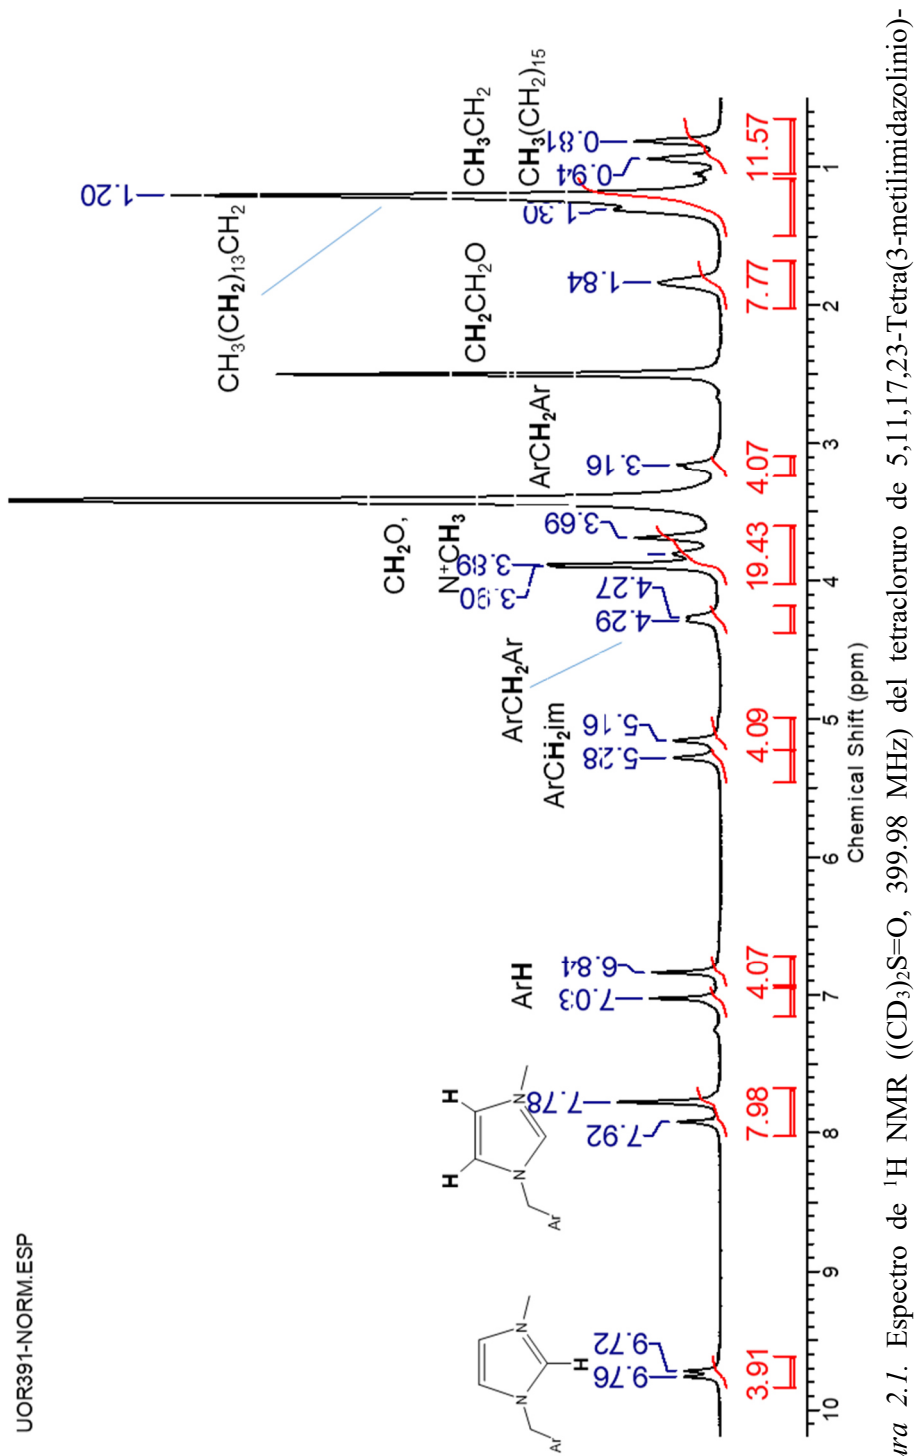 UOR391-NORM.ESP
1.20
CH3(CH2)13CH2
CH3CH2
CH3(CH2)15
0.81
0.94
1.30
CH2CH2O
1.84
ArCH2Ar
3.16
CH2O,
N+CH3
3.69
3.89
3.90
4.27
4.29
ArCH2Ar
ArCH2im
5.16
5.28
ArH
6.84
7.03
H
H
N
N
Ar
7.78
7.92
N
N
H
Ar
9.72
9.76
3.91 7.98 4.07 4.09 19.43 4.07 7.77 11.57
10 9 8 7 6 5 4 3 2 1
Chemical Shift (ppm)
ura 2.1. Espectro de 1H NMR ((CD3)2S=O, 399.98 MHz) del tetracloruro de 5,11,17,23-Tetra(3-metilimidazolinio)-